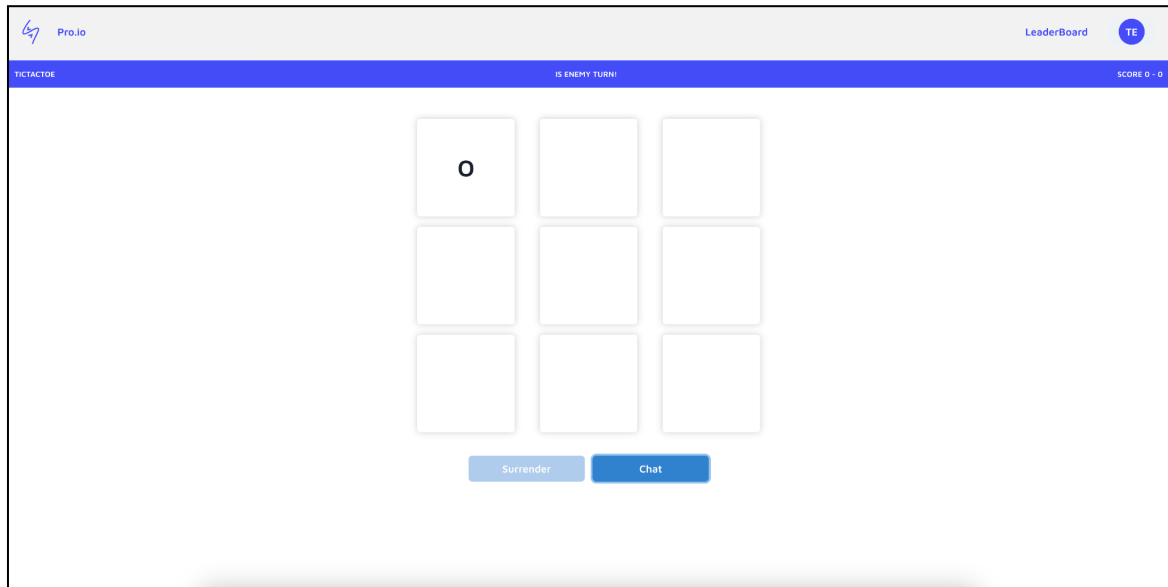 Pro.io
LeaderBoard
TE
TICTACTOE
IS ENEMY TURN!
SCORE 0 - 0
O
Surrender
Chat